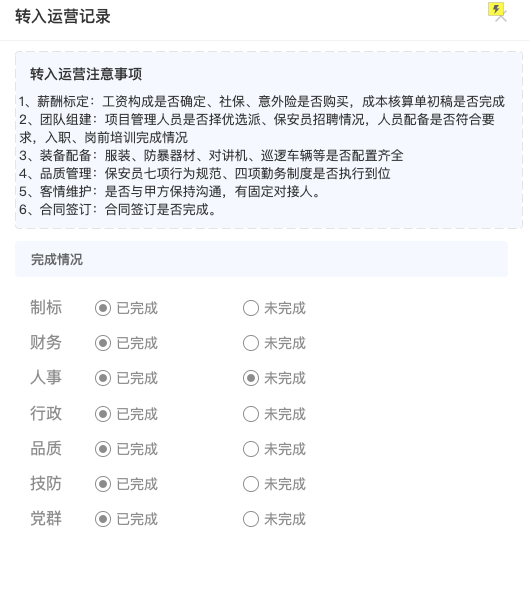 转入运营记录
转入运营注意事项
1、薪酬标定：工资构成是否确定、社保、意外险是否购买，成本核算单初稿是否完成
2、团队组建：项目管理人员是否择优选派、保安员招聘情况，人员配备是否符合要
求，入职、岗前培训完成情况
3、装备配备：服装、防暴器材、对讲机、巡逻车辆等是否配置齐全
4、品质管理：保安员七项行为规范、四项勤务制度是否执行到位
5、客情维护：是否与甲方保持沟通，有固定对接人。
6、合同签订：合同签订是否完成。
完成情况
制标 已完成 未完成
财务 已完成 未完成
人事 已完成 未完成
行政 已完成 未完成
品质 已完成 未完成
技防 已完成 未完成
党群 已完成 未完成